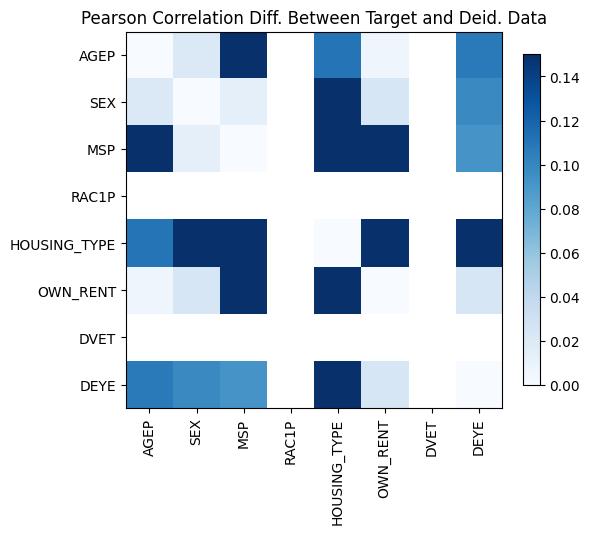 Pearson Correlation Diff. Between Target and Deid. Data
AGEP
SEX
MSP
RAC1P
HOUSING_TYPE
OWN_RENT
DVET
DEYE
AGEP
SEX
MSP
RAC1P
HOUSING_TYPE
OWN_RENT
DVET
DEYE
0.14
0.12
0.10
0.08
0.06
0.04
0.02
0.00